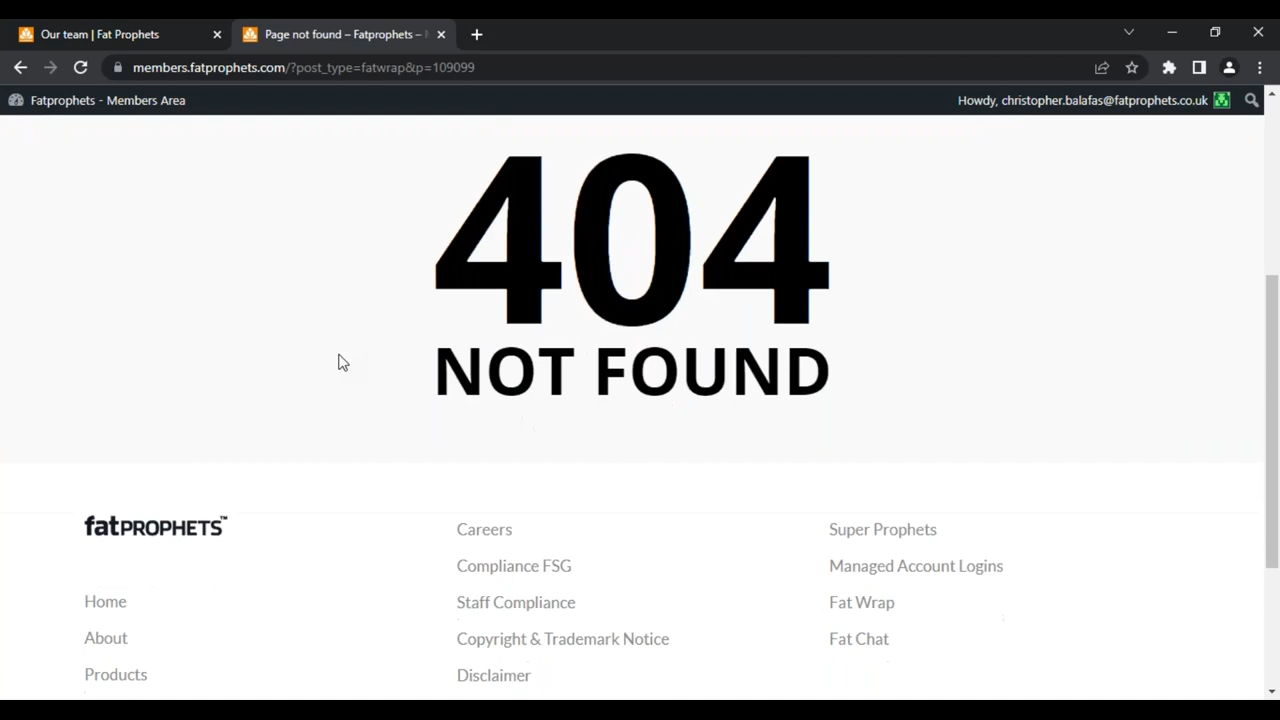 Our team | Fat Prophets
Page not found – Fatprophets –
members.fatprophets.com/?post_type=fatwrap&p=109099
Fatprophets - Members Area
Howdy, christopher.balafas@fatprophets.co.uk
404
NOT FOUND
fatPROPHETS™
Home
About
Products
Careers
Compliance FSG
Staff Compliance
Copyright & Trademark Notice
Disclaimer
Super Prophets
Managed Account Logins
Fat Wrap
Fat Chat